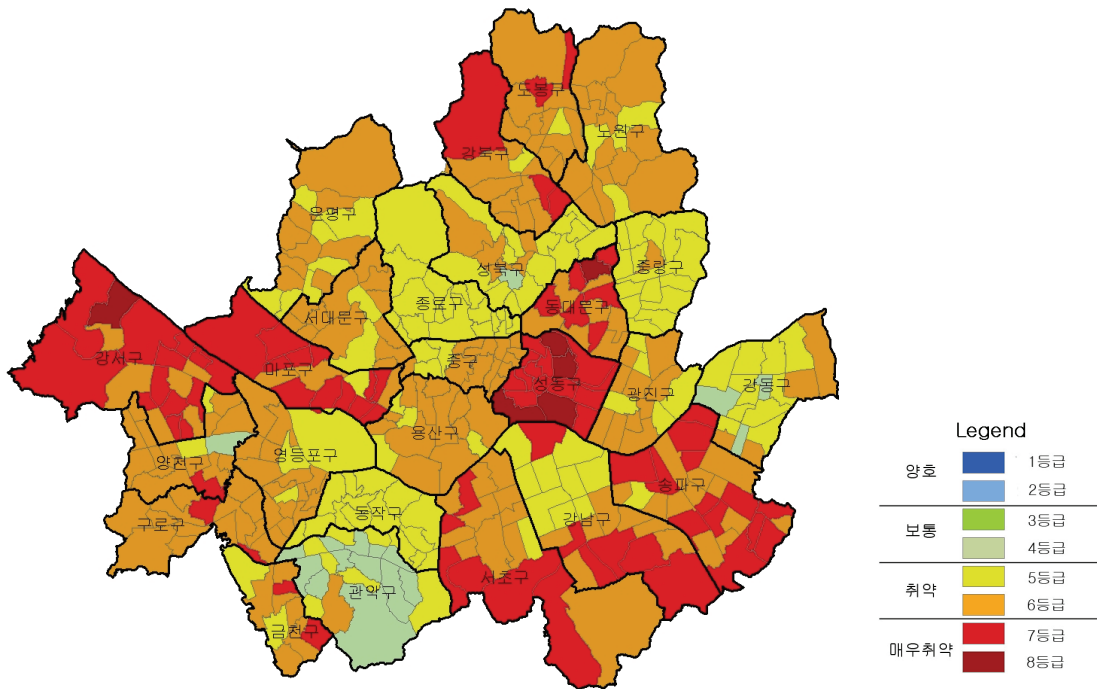 도봉구
노원구
강북구
은평구
성북구
중랑구
종로구
동대문구
서대문구
강서구
마포구
중구
성동구
광진구
강동구
용산구
양천구
영등포구
송파구
구로구
동작구
강남구
서초구
관악구
금천구
Legend
양호
1등급
2등급
보통
3등급
4등급
취약
5등급
6등급
매우취약
7등급
8등급